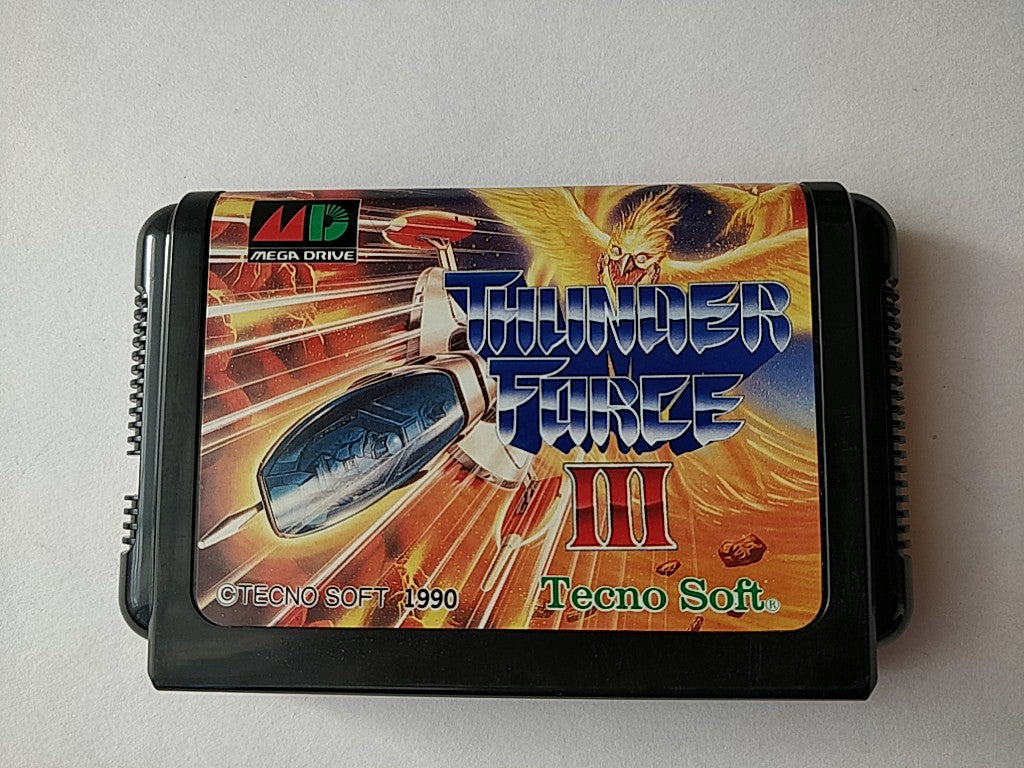 MD
MEGA DRIVE
THUNDER
FORCE
III
©TECNO SOFT 1990
Tecno Soft®